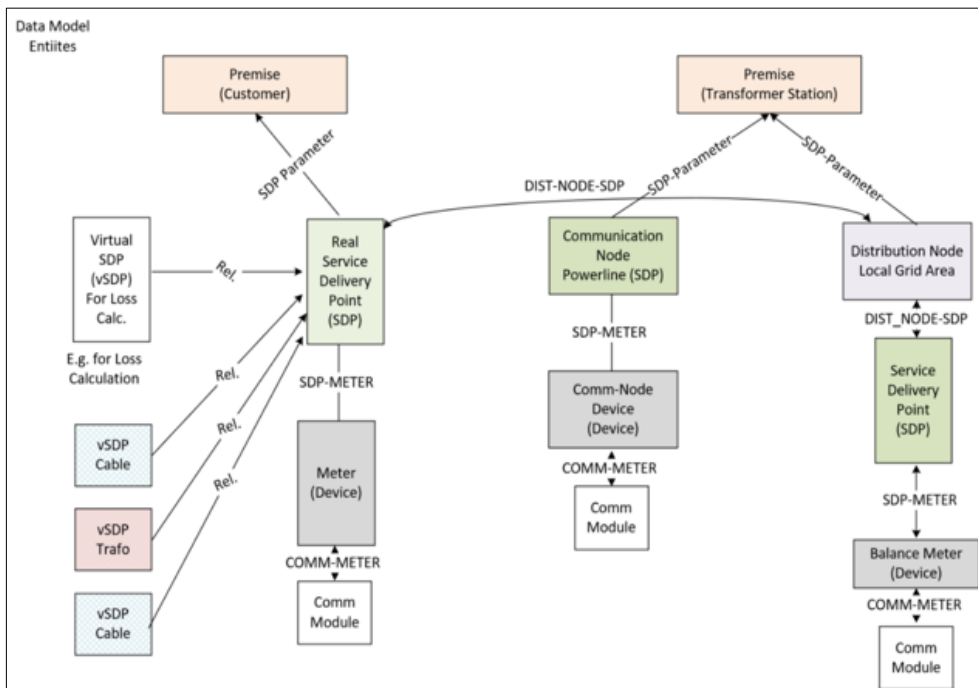 Data Model
Entiites
Premise
(Customer)
Premise
(Transformer Station)
SDP Parameter
SDP-Parameter
SDP-Parameter
DIST-NODE-SDP
Virtual
SDP
(vSDP)
For Loss
Calc.
Rel.
Real
Service
Delivery
Point
(SDP)
Communication
Node
Powerline (SDP)
Distribution Node
Local Grid Area
DIST_NODE-SDP
E.g. for Loss
Calculation
Rel.
SDP-METER
SDP-METER
Service
Delivery
Point
(SDP)
Comm-Node
Device
(Device)
vSDP
Cable
Rel.
Rel.
Meter
(Device)
COMM-METER
Comm
Module
SDP-METER
vSDP
Trafo
COMM-METER
Balance Meter
(Device)
vSDP
Cable
Comm
Module
COMM-METER
Comm
Module